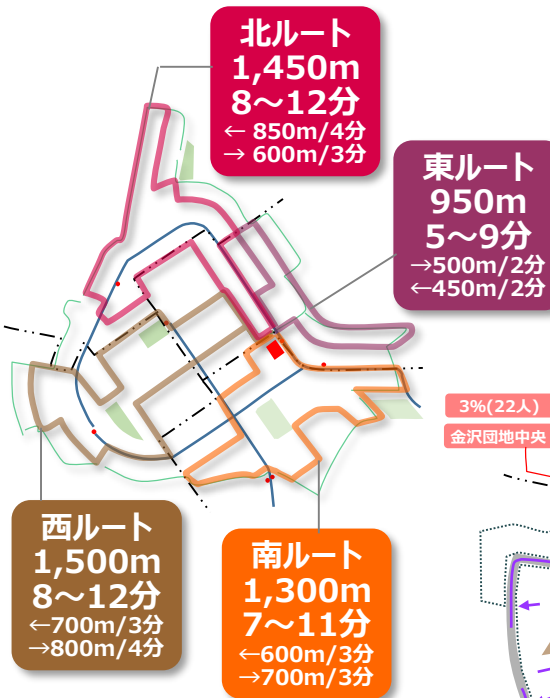 北ルート
1,450m
8～12分
← 850m/4分
→ 600m/3分
東ルート
950m
5～9分
→500m/2分
←450m/2分
3%(22人)
金沢団地中央
西ルート
1,500m
8～12分
←700m/3分
→800m/4分
南ルート
1,300m
7～11分
←600m/3分
→700m/3分